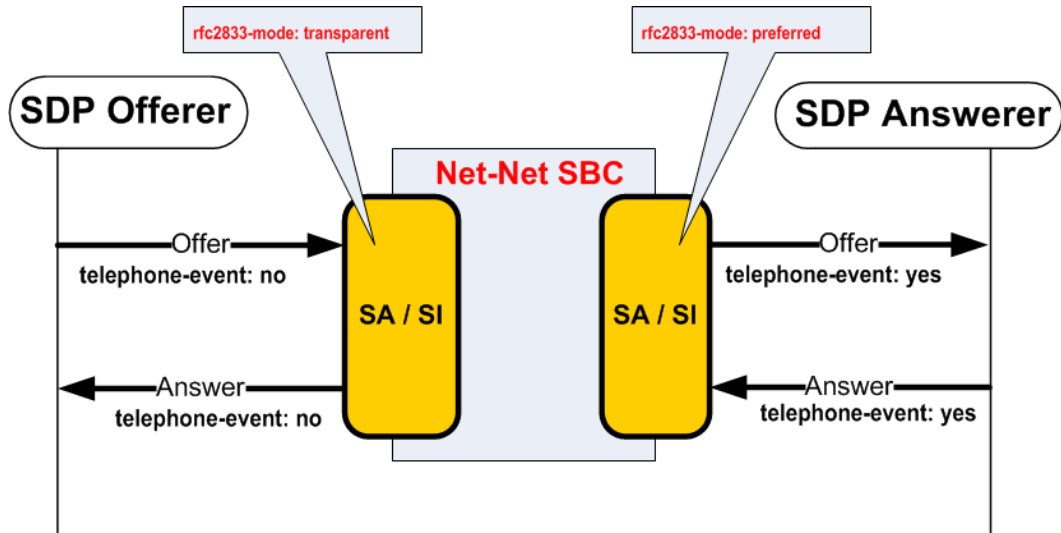 rfc2833-mode: transparent
rfc2833-mode: preferred
SDP Offerer
SDP Answerer
Net-Net SBC
Offer
telephone-event: no
Offer
telephone-event: yes
SA / SI
SA / SI
Answer
telephone-event: no
Answer
telephone-event: yes